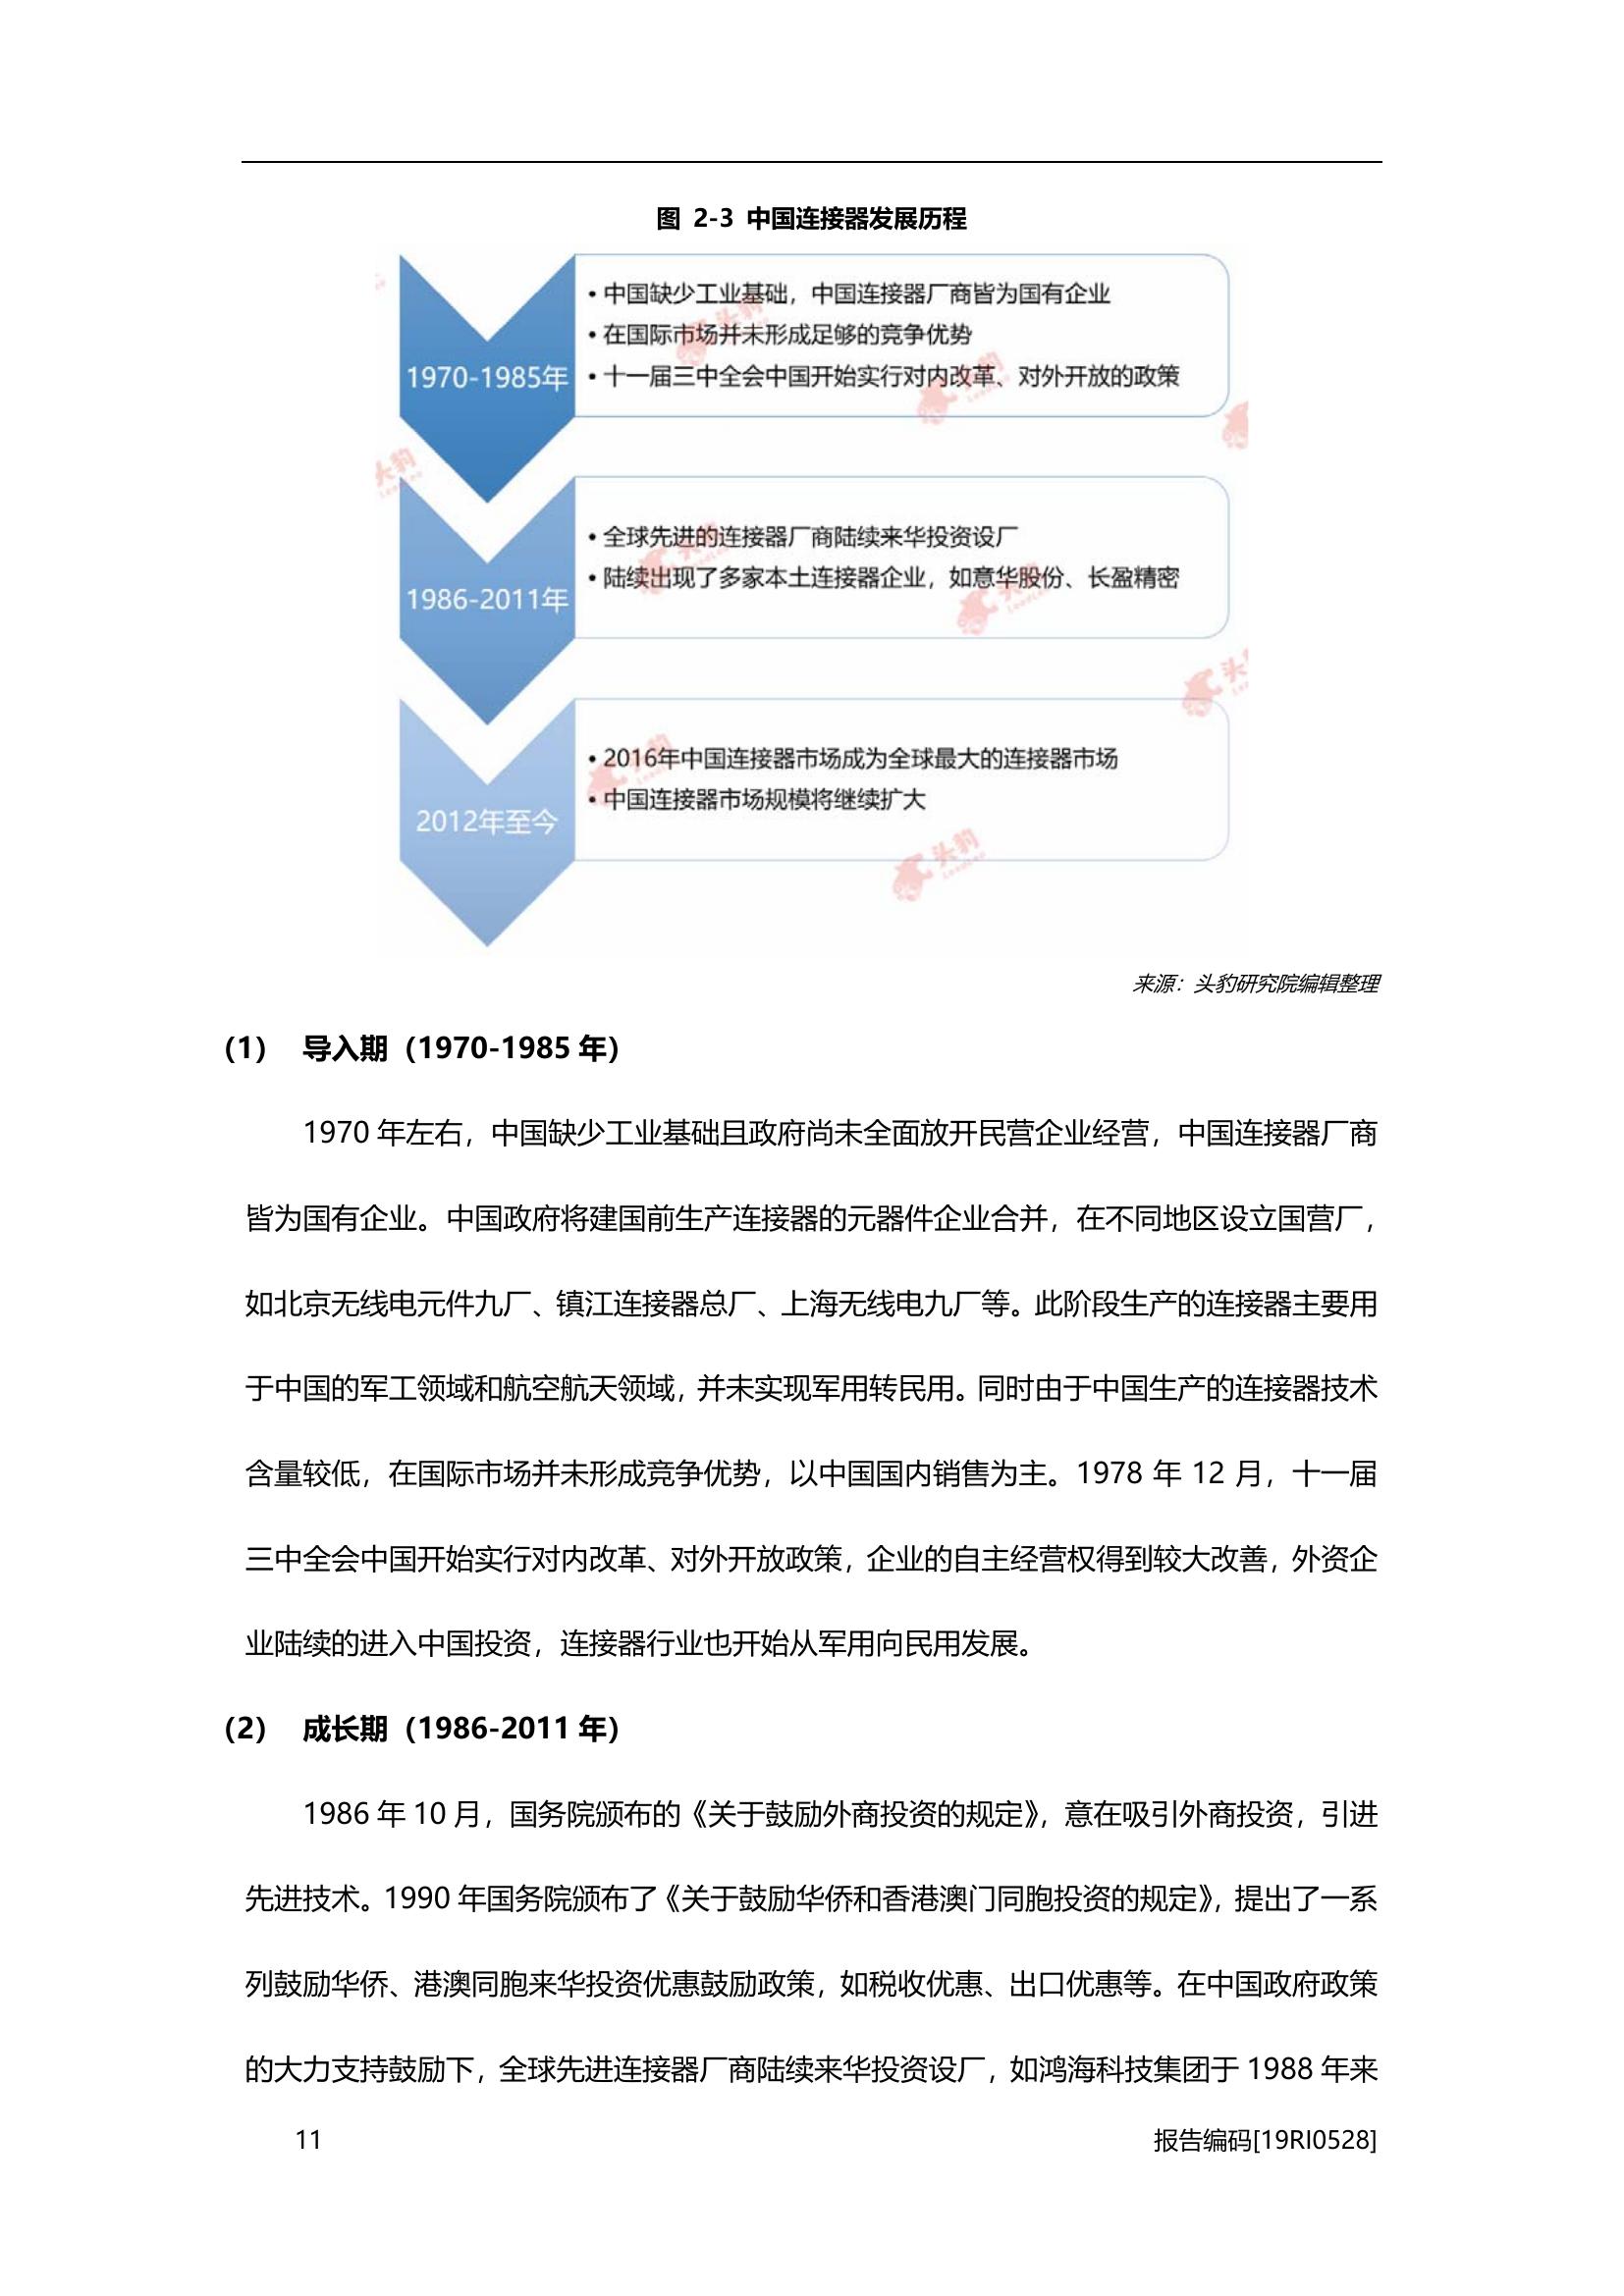 图 2-3 中国连接器发展历程
1970-1985年
• 中国缺少工业基础，中国连接器厂商皆为国有企业
• 在国际市场并未形成足够的竞争优势
• 十一届三中全会中国开始实行对内改革、对外开放的政策
1986-2011年
• 全球先进的连接器厂商陆续来华投资设厂
• 陆续出现了多家本土连接器企业，如意华股份、长盈精密
2012年至今
• 2016年中国连接器市场成为全球最大的连接器市场
• 中国连接器市场规模将继续扩大
头豹
来源：头豹研究院编辑整理
（1） 导入期（1970-1985 年）
1970 年左右，中国缺少工业基础且政府尚未全面放开民营企业经营，中国连接器厂商
皆为国有企业。中国政府将建国前生产连接器的元器件企业合并，在不同地区设立国营厂，
如北京无线电元件九厂、镇江连接器总厂、上海无线电九厂等。此阶段生产的连接器主要用
于中国的军工领域和航空航天领域，并未实现军用转民用。同时由于中国生产的连接器技术
含量较低，在国际市场并未形成竞争优势，以中国国内销售为主。1978 年 12 月，十一届
三中全会中国开始实行对内改革、对外开放政策，企业的自主经营权得到较大改善，外资企
业陆续的进入中国投资，连接器行业也开始从军用向民用发展。
（2） 成长期（1986-2011 年）
1986 年 10 月，国务院颁布的《关于鼓励外商投资的规定》，意在吸引外商投资，引进
先进技术。1990 年国务院颁布了《关于鼓励华侨和香港澳门同胞投资的规定》，提出了一系
列鼓励华侨、港澳同胞来华投资优惠鼓励政策，如税收优惠、出口优惠等。在中国政府政策
的大力支持鼓励下，全球先进连接器厂商陆续来华投资设厂，如鸿海科技集团于 1988 年来
11
报告编码[19RI0528]